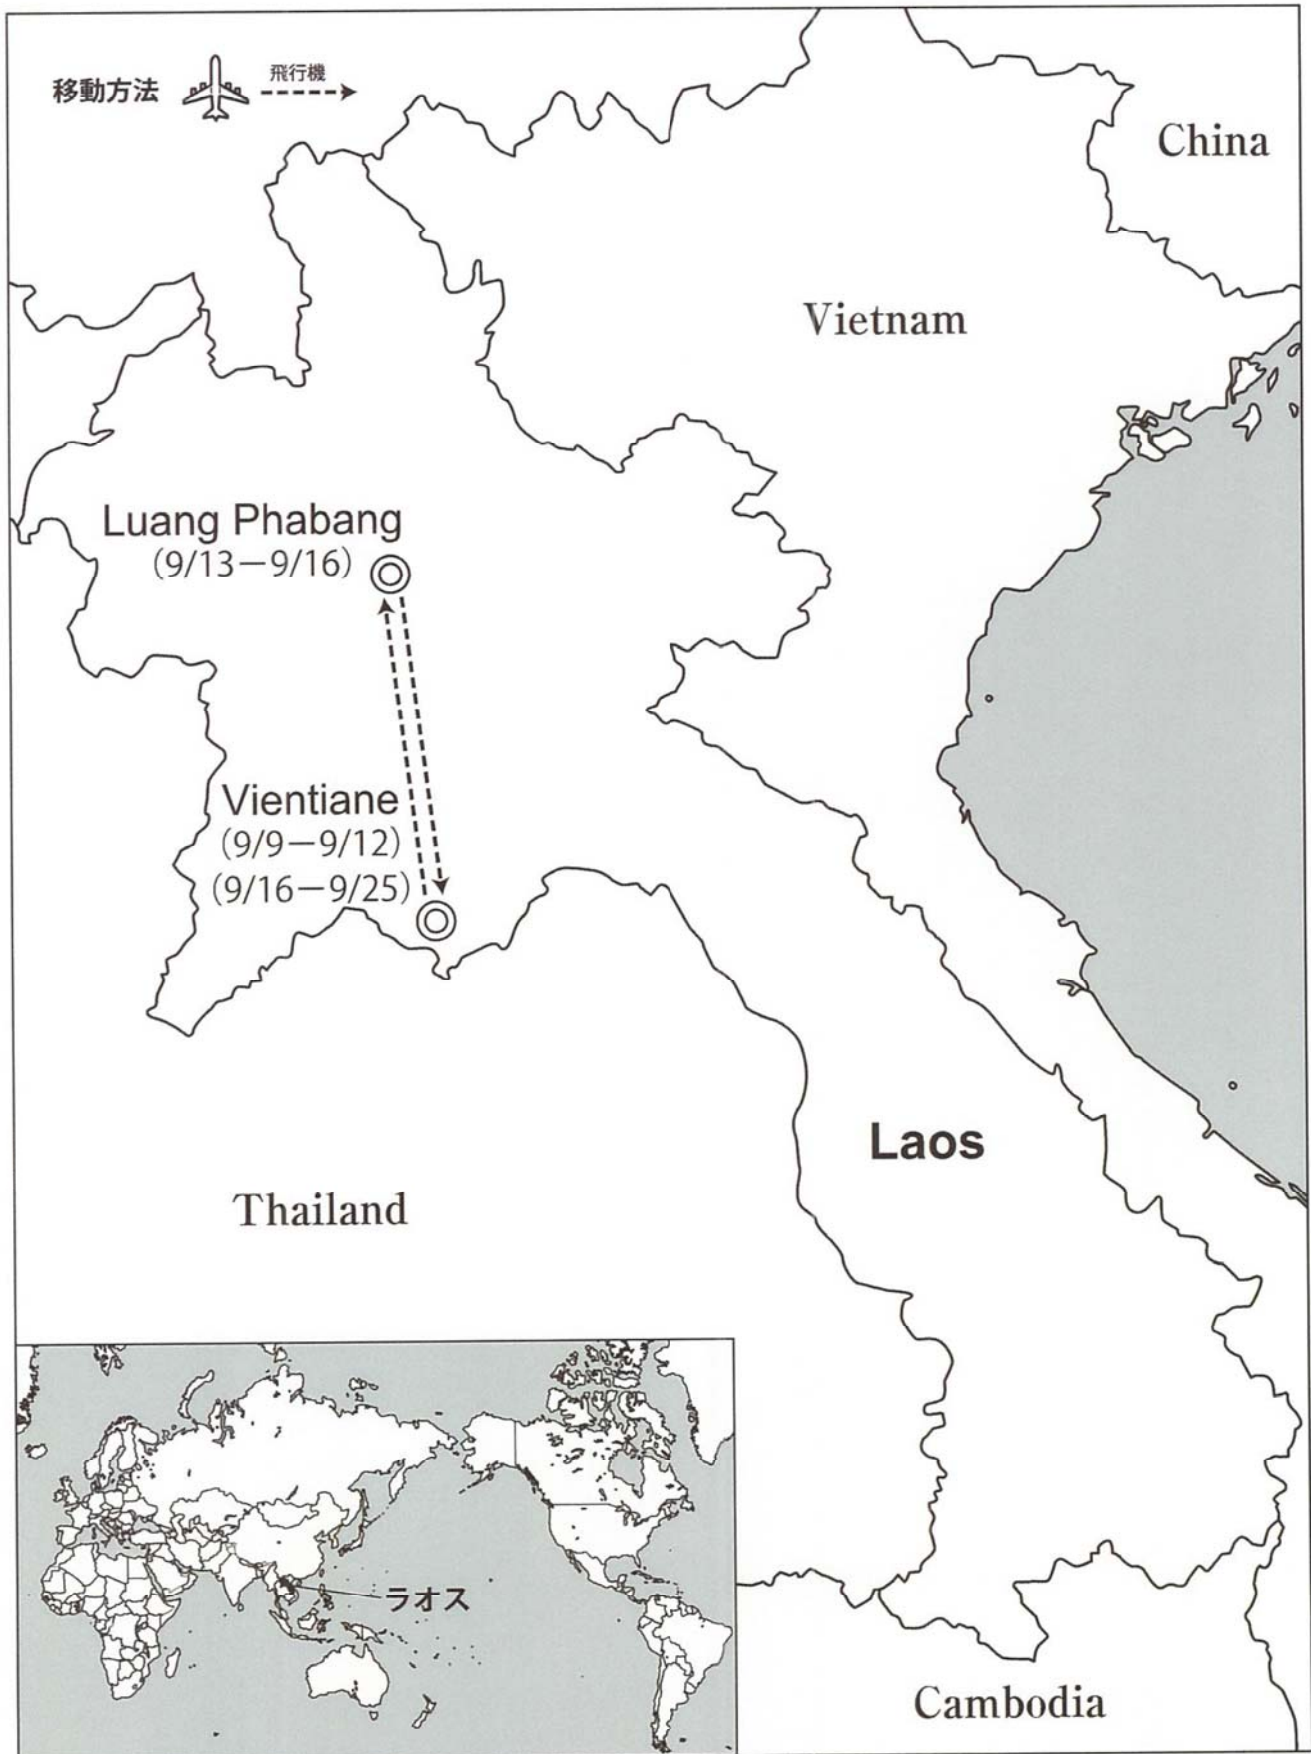 移動方法
飛行機
China
Vietnam
Luang Phabang
(9/13－9/16)
Vientiane
(9/9－9/12)
(9/16－9/25)
Laos
Thailand
ラオス
Cambodia